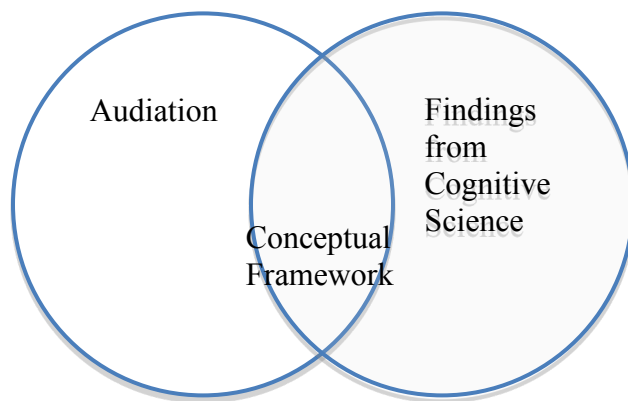 Audiation
Findings
from
Cognitive
Science
Conceptual
Framework